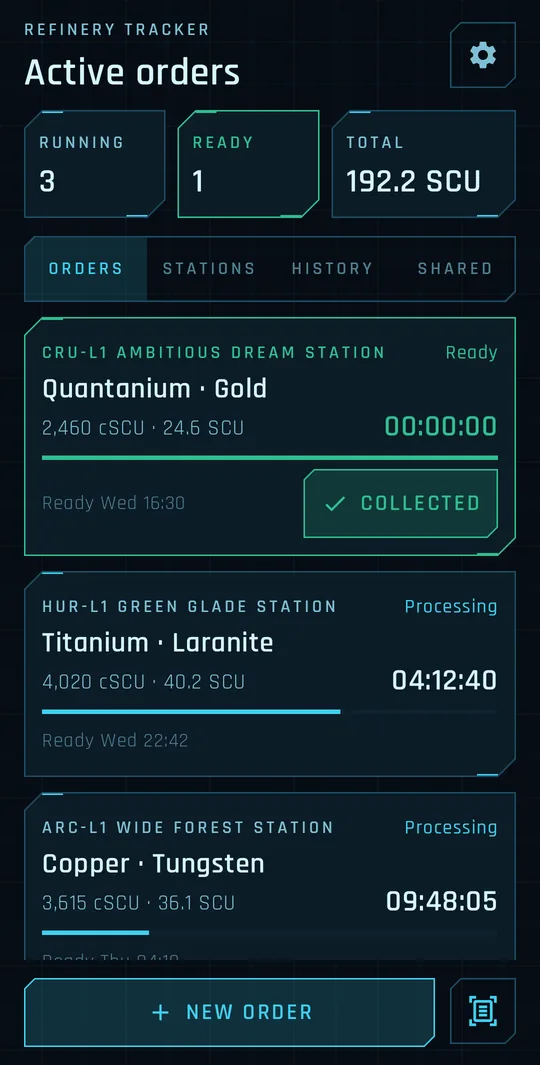 REFINERY TRACKER
Active orders
RUNNING
3
READY
1
TOTAL
192.2 SCU
ORDERS STATIONS HISTORY SHARED
CRU-L1 AMBITIOUS DREAM STATION Ready
Quantanium · Gold
2,460 cSCU · 24.6 SCU 00:00:00
Ready Wed 16:30 COLLECTED
HUR-L1 GREEN GLADE STATION Processing
Titanium · Laranite
4,020 cSCU · 40.2 SCU 04:12:40
Ready Wed 22:42
ARC-L1 WIDE FOREST STATION Processing
Copper · Tungsten
3,615 cSCU · 36.1 SCU 09:48:05
Ready Thu
+ NEW ORDER